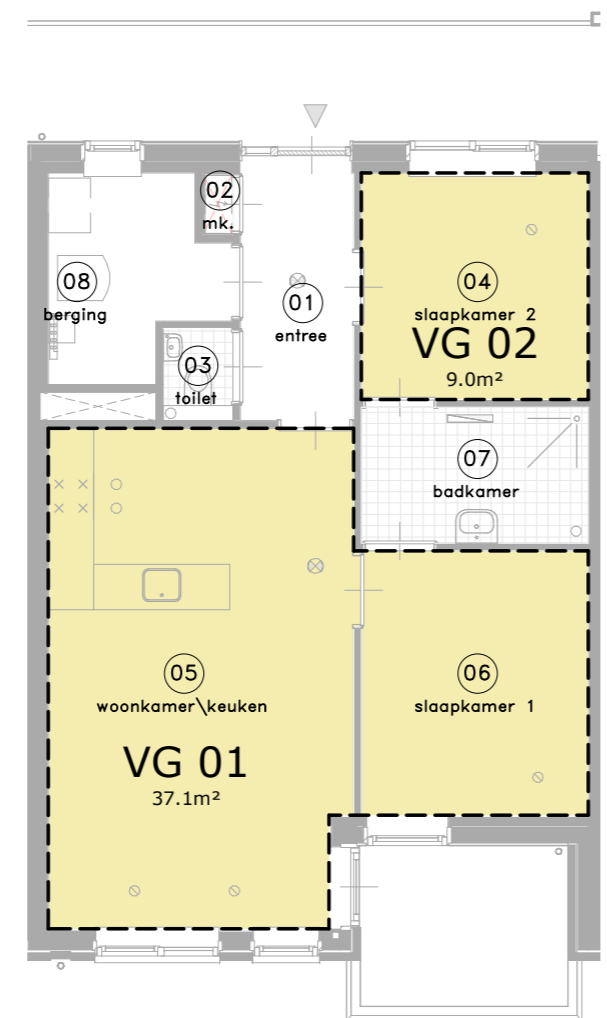 02
mk.
08
berging
01
entree
04
slaapkamer 2
VG 02
9.0m²
03
toilet
07
badkamer
05
woonkamer\keuken
VG 01
37.1m²
06
slaapkamer 1